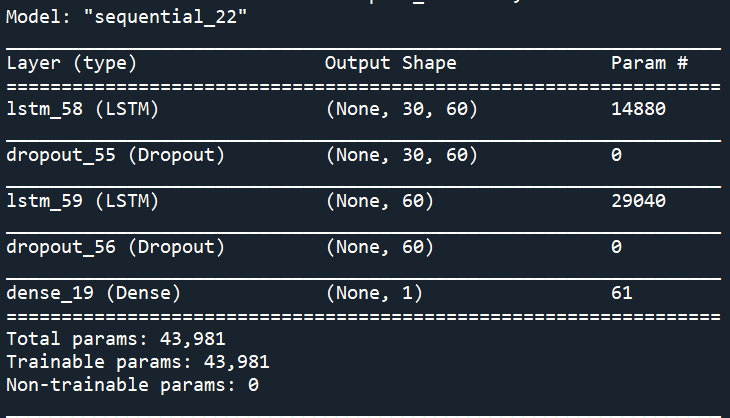 Model: "sequential_22"
Layer (type) Output Shape Param #
lstm_58 (LSTM) (None, 30, 60) 14880
dropout_55 (Dropout) (None, 30, 60) 0
lstm_59 (LSTM) (None, 60) 29040
dropout_56 (Dropout) (None, 60) 0
dense_19 (Dense) (None, 1) 61
Total params: 43,981
Trainable params: 43,981
Non-trainable params: 0